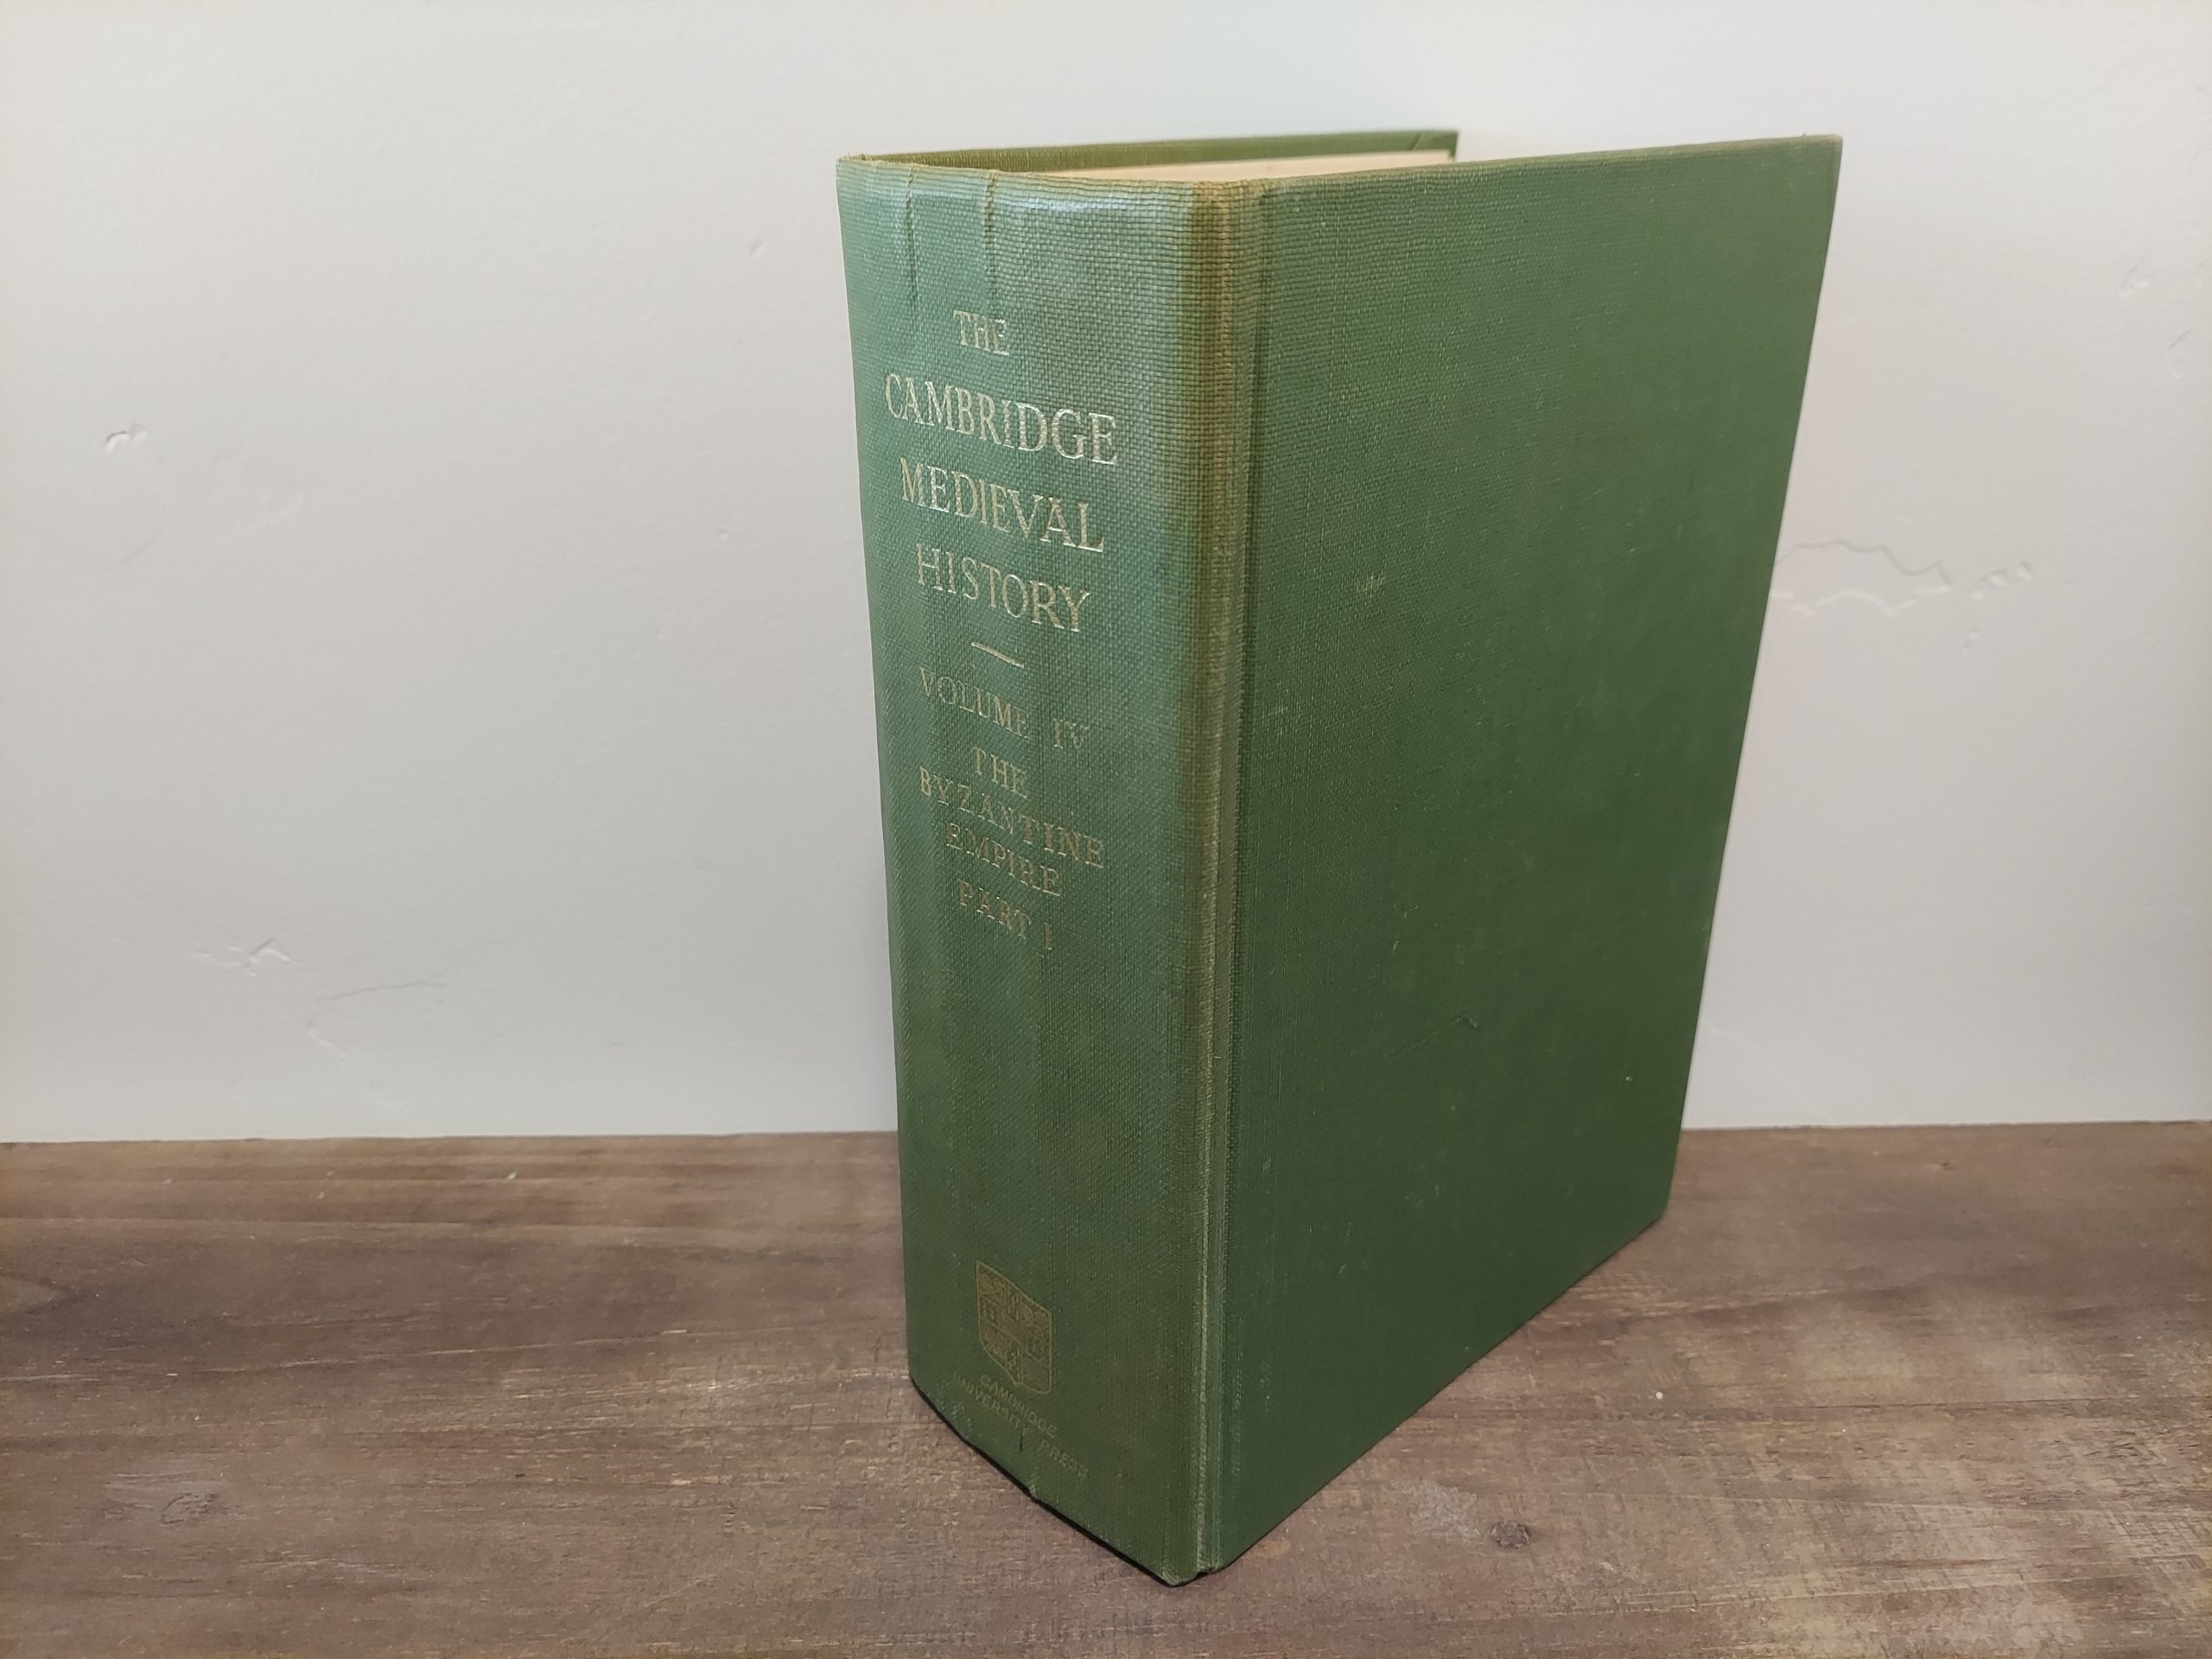 THE
CAMBRIDGE
MEDIEVAL
HISTORY
VOLUME IV
THE
BYZANTINE
EMPIRE
PART I
CAMBRIDGE
UNIVERSITY PRESS